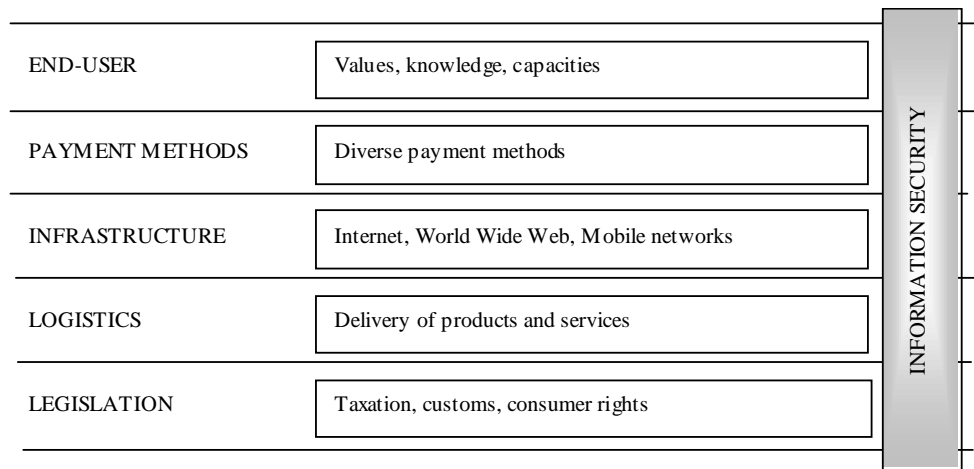 END-USER
Values, knowledge, capacities
PAYMENT METHODS
Diverse payment methods
INFRASTRUCTURE
Internet, World Wide Web, Mobile networks
LOGISTICS
Delivery of products and services
LEGISLATION
Taxation, customs, consumer rights
INFORMATION SECURITY